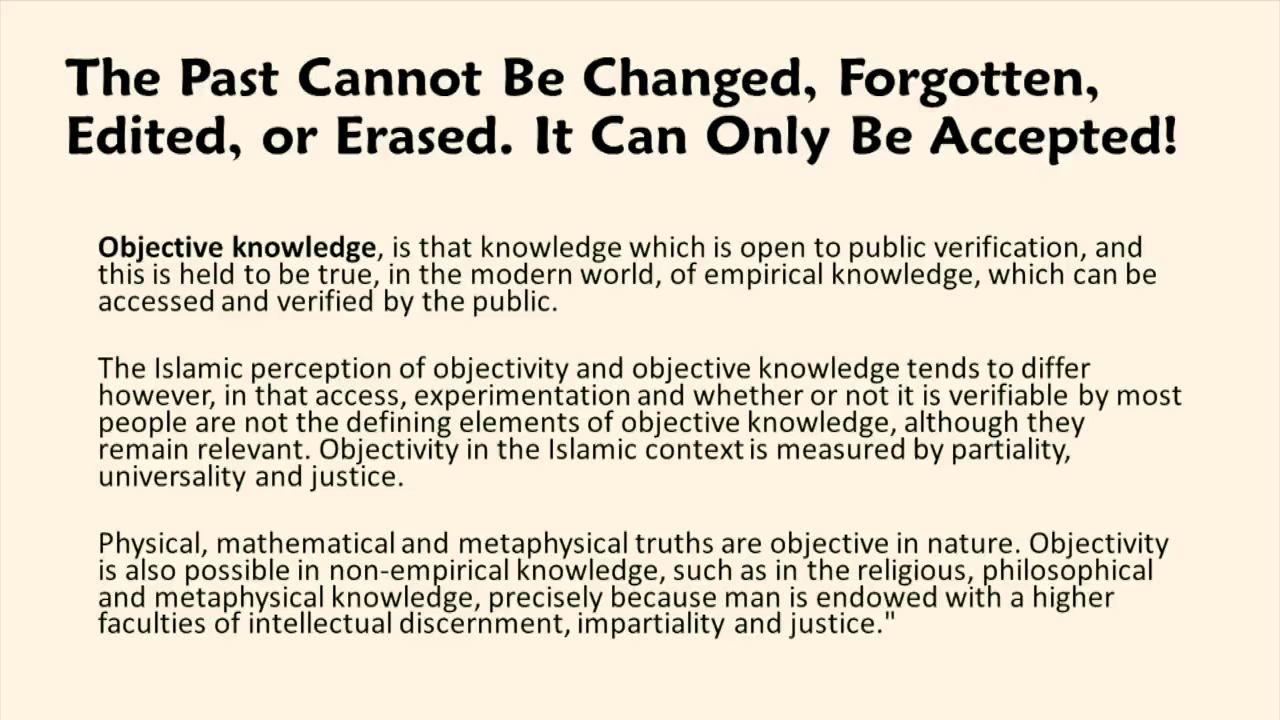 The Past Cannot Be Changed, Forgotten,
Edited, or Erased. It Can Only Be Accepted!
Objective knowledge, is that knowledge which is open to public verification, and
this is held to be true, in the modern world, of empirical knowledge, which can be
accessed and verified by the public.
The Islamic perception of objectivity and objective knowledge tends to differ
however, in that access, experimentation and whether or not it is verifiable by most
people are not the defining elements of objective knowledge, although they
remain relevant. Objectivity in the Islamic context is measured by partiality,
universality and justice.
Physical, mathematical and metaphysical truths are objective in nature. Objectivity
is also possible in non-empirical knowledge, such as in the religious, philosophical
and metaphysical knowledge, precisely because man is endowed with a higher
faculties of intellectual discernment, impartiality and justice."